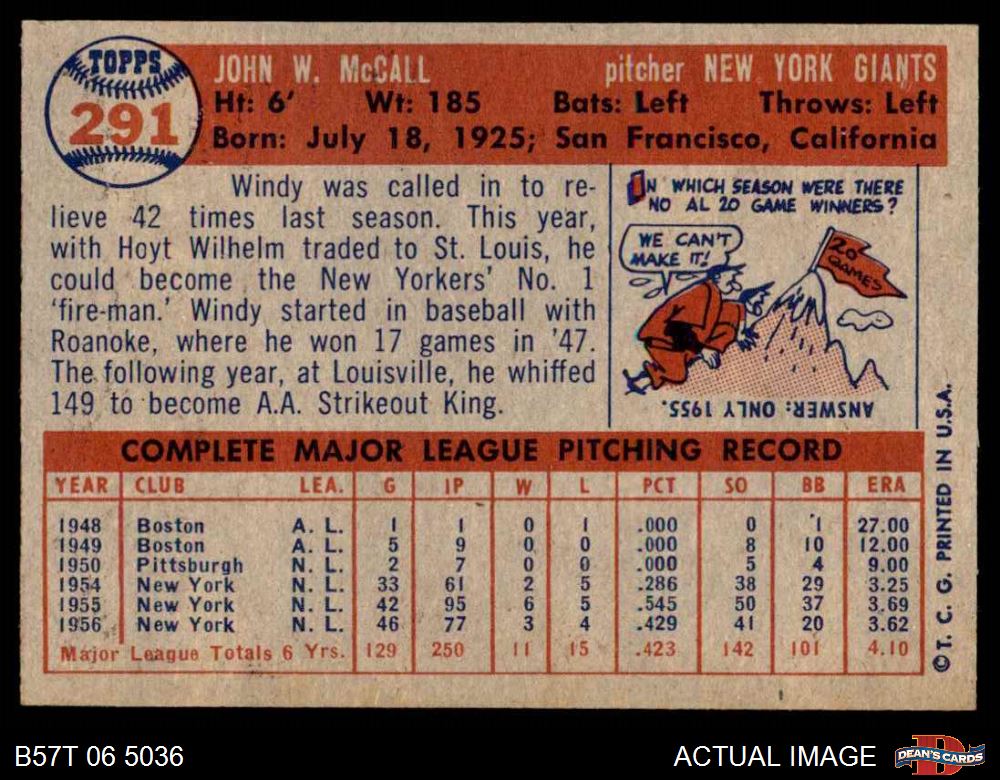 TOPPS
291
JOHN W. McCALL pitcher NEW YORK GIANTS
Ht: 6' Wt: 185 Bats: Left Throws: Left
Born: July 18, 1925; San Francisco, California
Windy was called in to re-
lieve 42 times last season. This year,
with Hoyt Wilhelm traded to St. Louis, he
could become the New Yorkers' No. 1
'fire-man.' Windy started in baseball with
Roanoke, where he won 17 games in '47.
The following year, at Louisville, he whiffed
149 to become A.A. Strikeout King.
IN WHICH SEASON WERE THERE
NO AL 20 GAME WINNERS?
WE CAN'T
MAKE IT!
20
GAMES
ANSWER: ONLY 1955.
COMPLETE MAJOR LEAGUE PITCHING RECORD
YEAR CLUB LEA. G IP W L PCT SO BB ERA
1948 Boston A. L. 1 1 0 1 .000 0 1 27.00
1949 Boston A. L. 5 9 0 0 .000 8 10 12.00
1950 Pittsburgh N. L. 2 7 0 0 .000 5 4 9.00
1954 New York N. L. 33 61 2 5 .286 38 29 3.25
1955 New York N. L. 42 95 6 5 .545 50 37 3.69
1956 New York N. L. 46 77 3 4 .429 41 20 3.62
Major League Totals 6 Yrs. 129 250 11 15 .423 142 101 4.10
© T. C. G. PRINTED IN U.S.A.
B57T 06 5036 ACTUAL IMAGE
D
DEAN'S CARDS